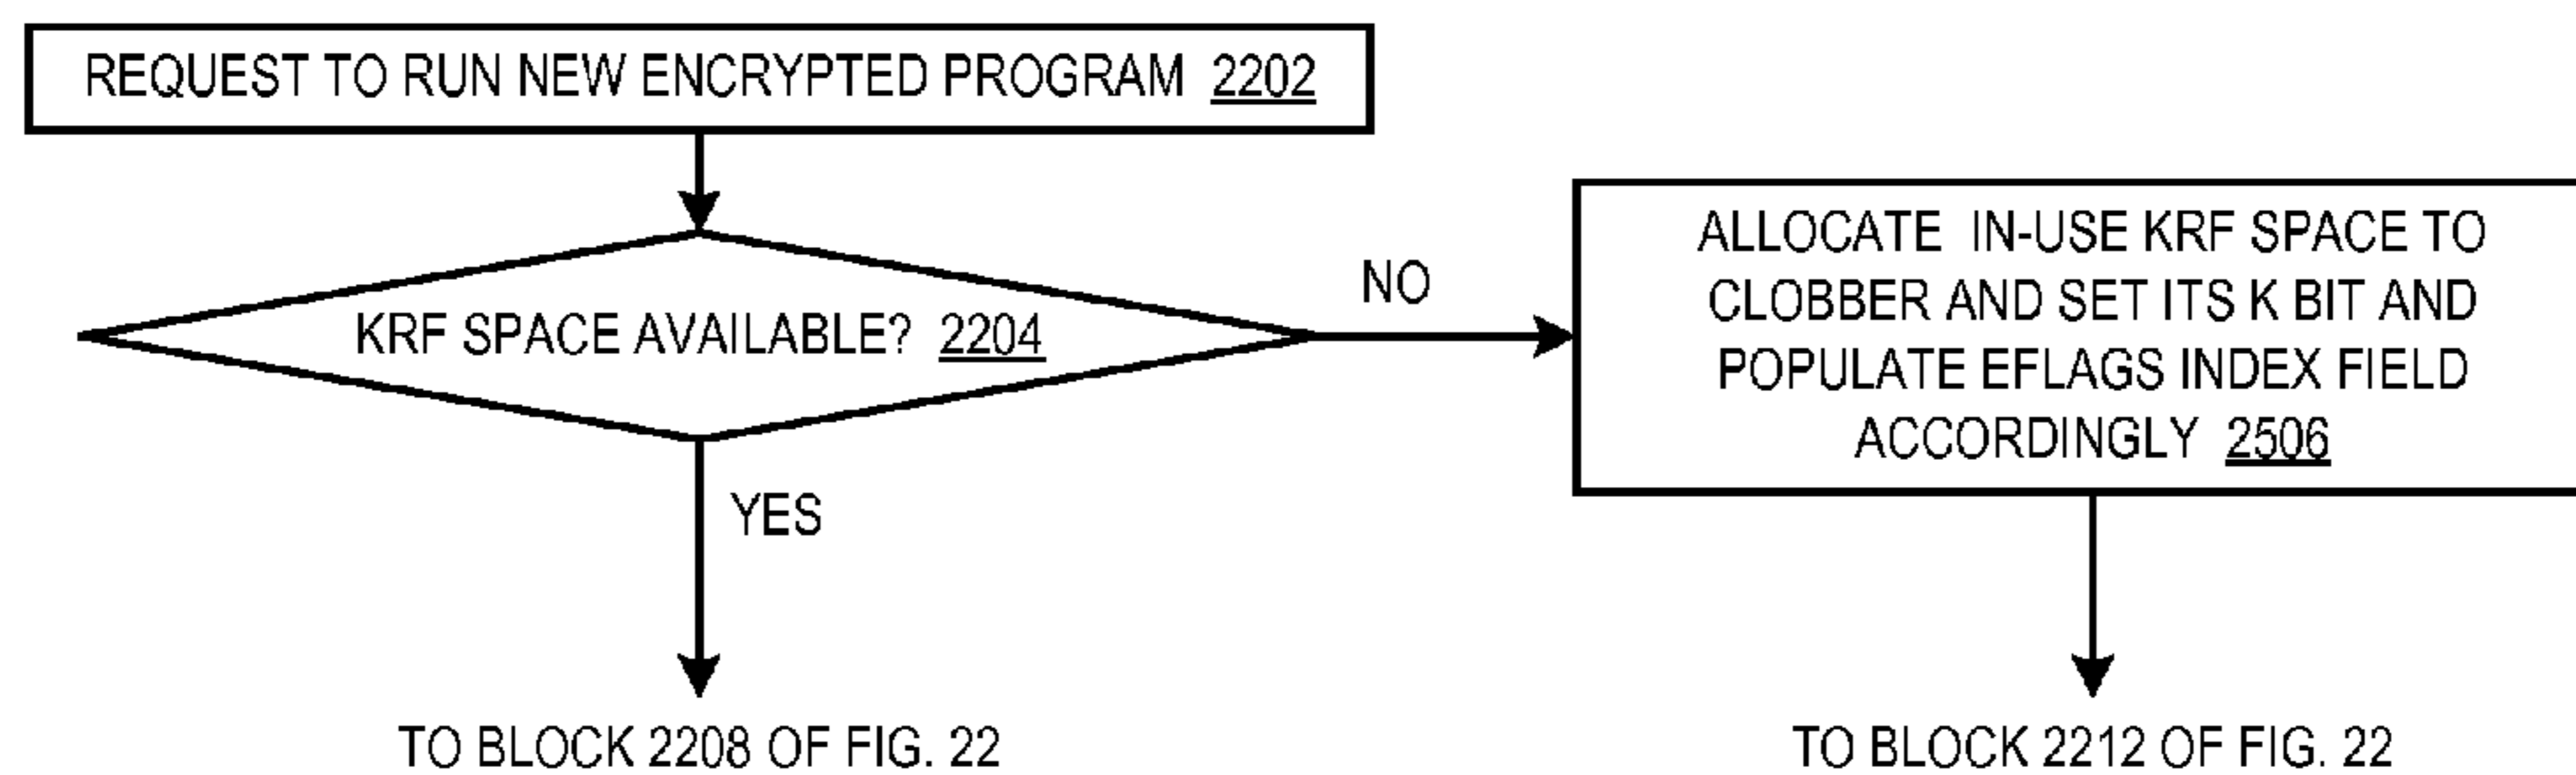 REQUEST TO RUN NEW ENCRYPTED PROGRAM 2202
KRF SPACE AVAILABLE? 2204
NO
ALLOCATE IN-USE KRF SPACE TO
CLOBBER AND SET ITS K BIT AND
POPULATE EFLAGS INDEX FIELD
ACCORDINGLY 2506
YES
TO BLOCK 2208 OF FIG. 22
TO BLOCK 2212 OF FIG. 22